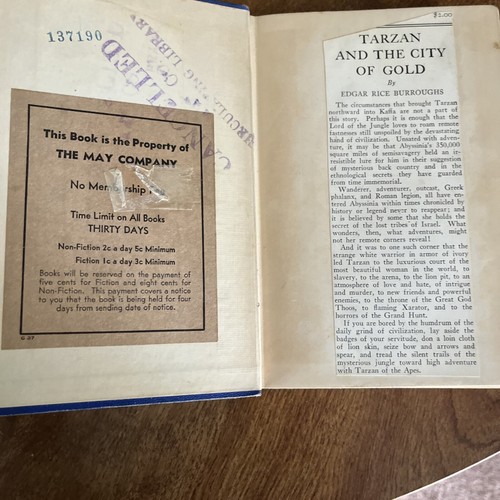 137190
CANCELLED
CIRCULATING LIBRARY
This Book is the Property of
THE MAY COMPANY
No Membership
Time Limit on All Books
THIRTY DAYS
Non-Fiction 2c a day 5c Minimum
Fiction 1c a day 3c Minimum
Books will be reserved on the payment of
five cents for Fiction and eight cents for
Non-Fiction. This payment covers a notice
to you that the book is being held for four
days from sending date of notice.
$2.00
TARZAN
AND THE CITY
OF GOLD
By
EDGAR RICE BURROUGHS
The circumstances that brought Tarzan
northward into Kaffa are not a part of
this story. Perhaps it is enough that the
Lord of the Jungle loves to roam remote
fastnesses still unspoiled by the devastating
hand of civilization. Unsated with adven-
ture, it may be that Abyssinia's 350,000
square miles of semisavagery held an ir-
resistible lure for him in their suggestion
of mysterious back country and in the
ethnological secrets they have guarded
from time immemorial.
Wanderer, adventurer, outcast, Greek
phalanx, and Roman legion, all have en-
tered Abyssinia within times chronicled by
history or legend never to reappear; and
it is believed by some that she holds the
secret of the lost tribes of Israel. What
wonders, then, what adventures, might
not her remote corners reveal!
And it was to one such corner that the
strange white warrior in armor of ivory
led Tarzan to the luxurious court of the
most beautiful woman in the world, to
slavery, to the arena, to the lion pit, to an
atmosphere of love and hate, of intrigue
and murder, to new friends and powerful
enemies, to the throne of the Great God
Thoos, to flaming Xarator, and to the
horrors of the Grand Hunt.
If you are bored by the humdrum of the
daily grind of civilization, lay aside the
badges of your servitude, don a loin cloth
of lion skin, seize bow and arrows and
spear, and tread the silent trails of the
mysterious jungle toward high adventure
with Tarzan of the Apes.